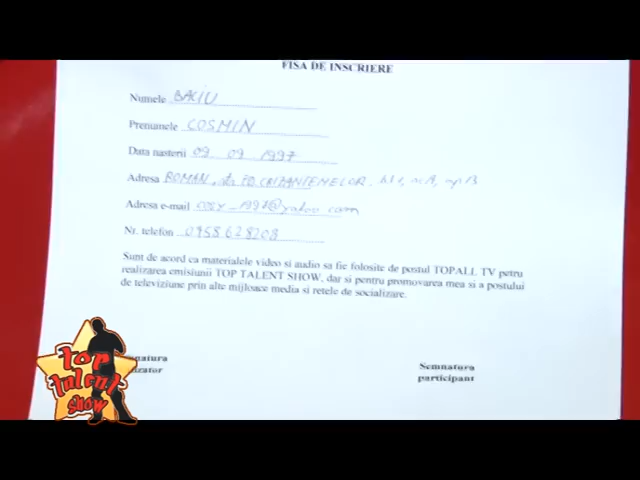 FISA DE INSCRIERE
Numele BACIU
Prenumele COSMIN
Data nasterii 09 09 1997
Adresa ROMAN, CRIZANTEMELOR,
Adresa e-mail cosy_1997@yahoo.com
Nr. telefon
Sunt de acord ca materialele video si audio sa fie folosite de postul TOPALL TV petru
realizarea emisiunii TOP TALENT SHOW, dar si pentru promovarea mea si a postului
de televiziune prin alte mijloace media si retele de socializare.
Semnatura
participant
top
talent
show